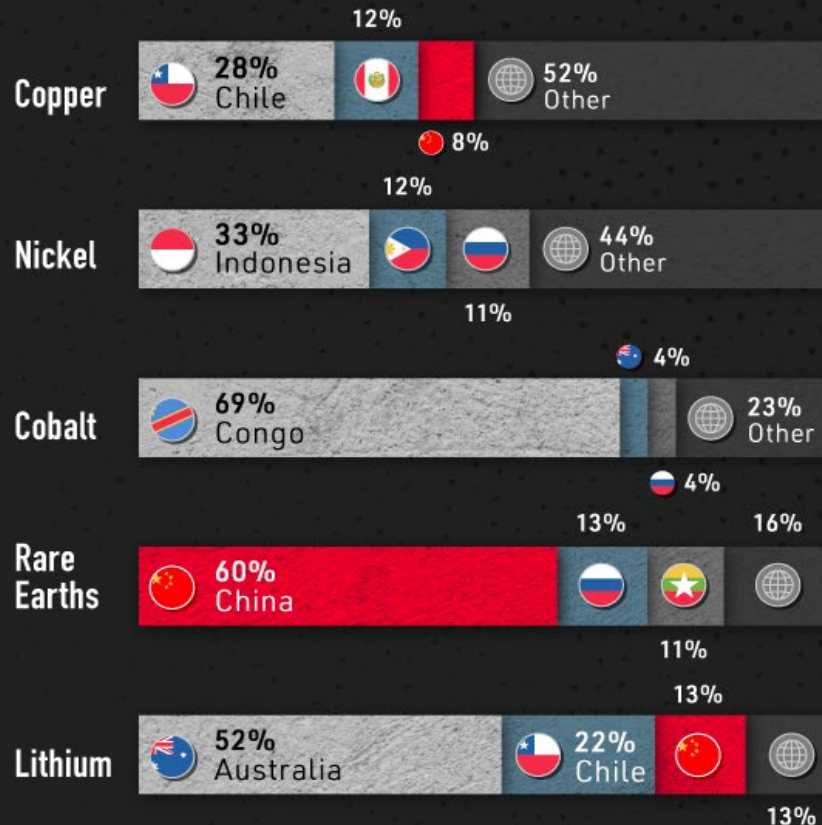 12%
Copper
28%
Chile
52%
Other
8%
12%
Nickel
33%
Indonesia
44%
Other
11%
4%
Cobalt
69%
Congo
23%
Other
4%
13%
16%
Rare
Earths
60%
China
11%
13%
Lithium
52%
Australia
22%
Chile
13%